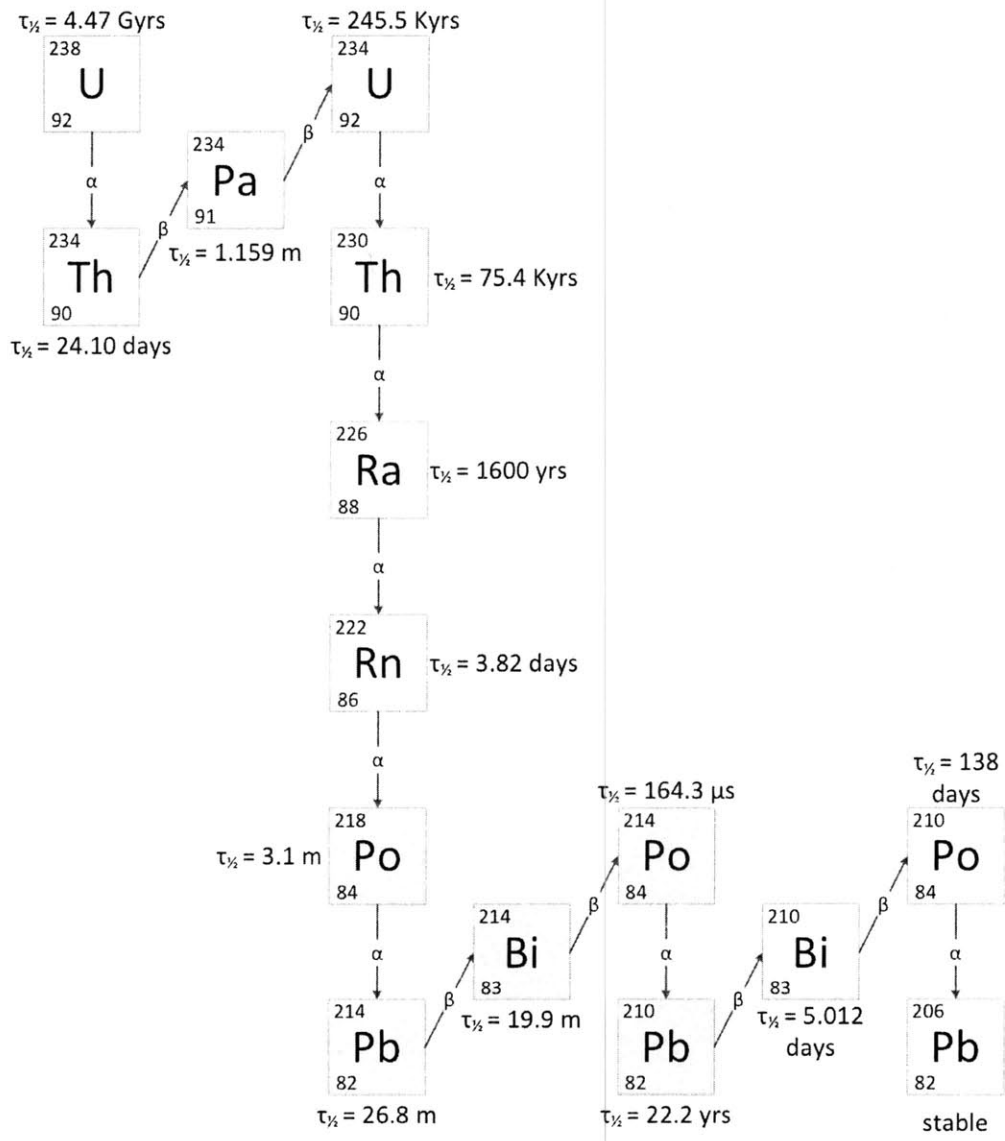 τ½ = 4.47 Gyrs
238
U
92
α
234
Th
90
τ½ = 24.10 days
β
234
Pa
91
τ½ = 1.159 m
β
τ½ = 245.5 Kyrs
234
U
92
α
230
Th
90
τ½ = 75.4 Kyrs
α
226
Ra
88
τ½ = 1600 yrs
α
222
Rn
86
τ½ = 3.82 days
α
218
Po
84
τ½ = 3.1 m
α
214
Pb
82
τ½ = 26.8 m
β
214
Bi
83
τ½ = 19.9 m
β
τ½ = 164.3 µs
214
Po
84
α
210
Pb
82
τ½ = 22.2 yrs
β
210
Bi
83
τ½ = 5.012
days
β
τ½ = 138
days
210
Po
84
α
206
Pb
82
stable